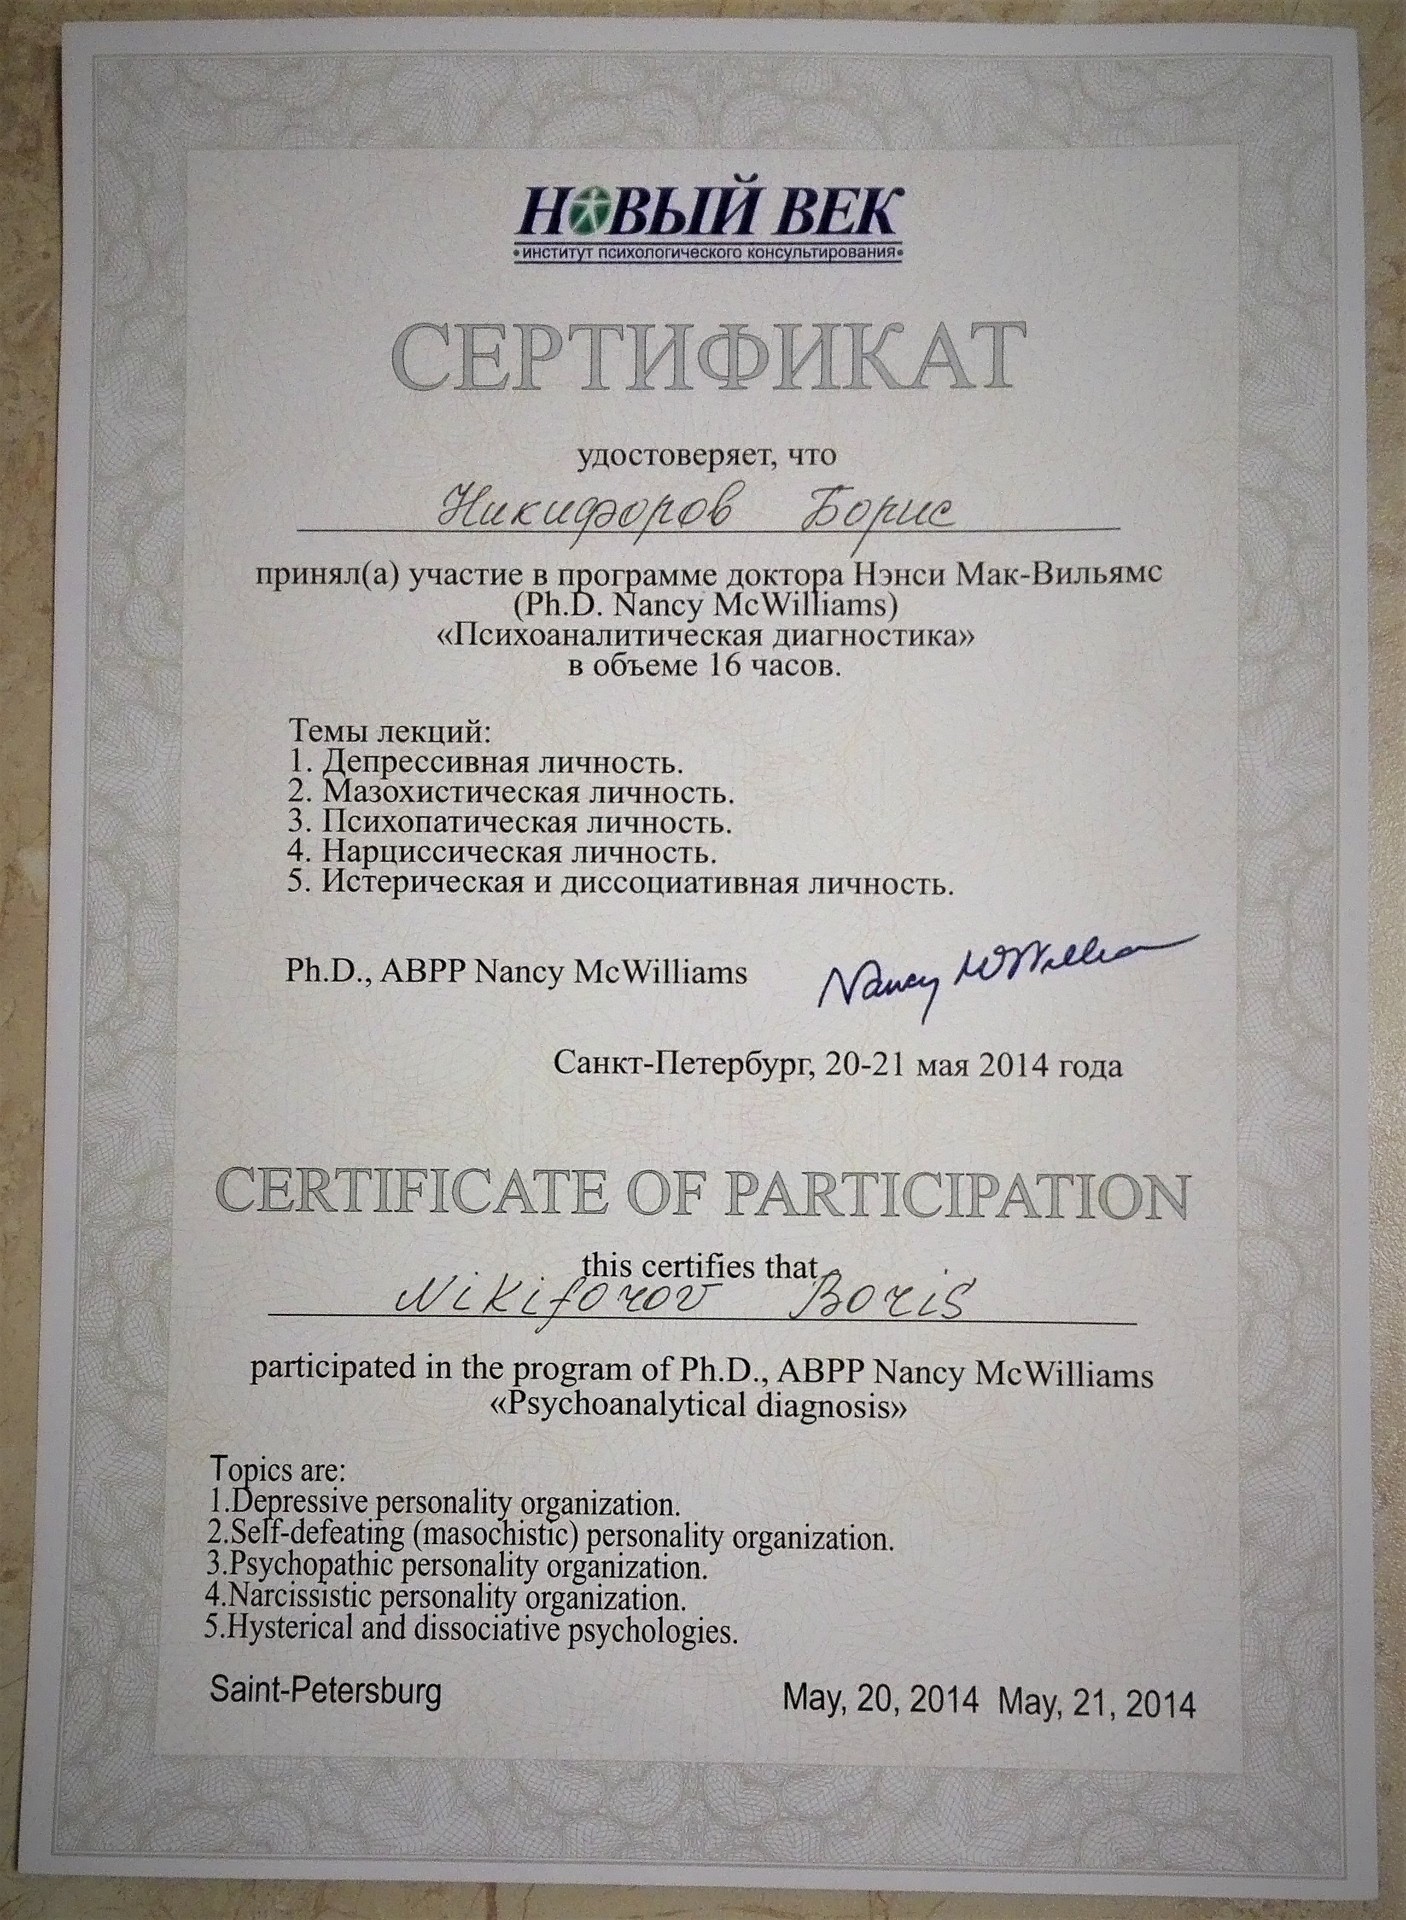 НОВЫЙ ВЕК
•институт психологического консультирования•
СЕРТИФИКАТ
удостоверяет, что
Никифоров Борис
принял(а) участие в программе доктора Нэнси Мак-Вильямс
(Ph.D. Nancy McWilliams)
«Психоаналитическая диагностика»
в объеме 16 часов.
Темы лекций:
1. Депрессивная личность.
2. Мазохистическая личность.
3. Психопатическая личность.
4. Нарциссическая личность.
5. Истерическая и диссоциативная личность.
Ph.D., ABPP Nancy McWilliams Nancy McWilliams
Санкт-Петербург, 20-21 мая 2014 года
CERTIFICATE OF PARTICIPATION
this certifies that
Nikiforov Boris
participated in the program of Ph.D., ABPP Nancy McWilliams
«Psychoanalytical diagnosis»
Topics are:
1.Depressive personality organization.
2.Self-defeating (masochistic) personality organization.
3.Psychopathic personality organization.
4.Narcissistic personality organization.
5.Hysterical and dissociative psychologies.
Saint-Petersburg May, 20, 2014 May, 21, 2014